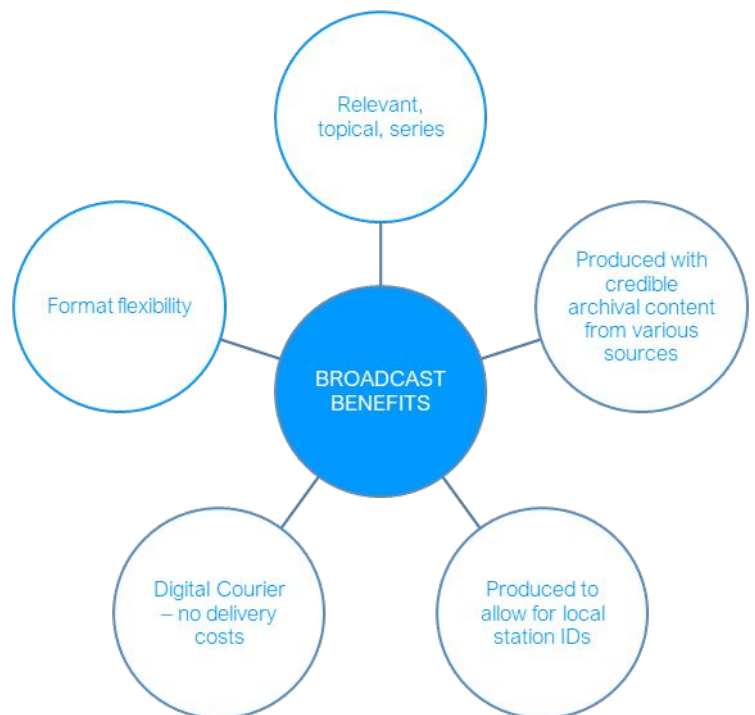 Relevant,
topical, series
Produced with
credible
archival content
from various
sources
Format flexibility
BROADCAST
BENEFITS
Digital Courier
– no delivery
costs
Produced to
allow for local
station IDs